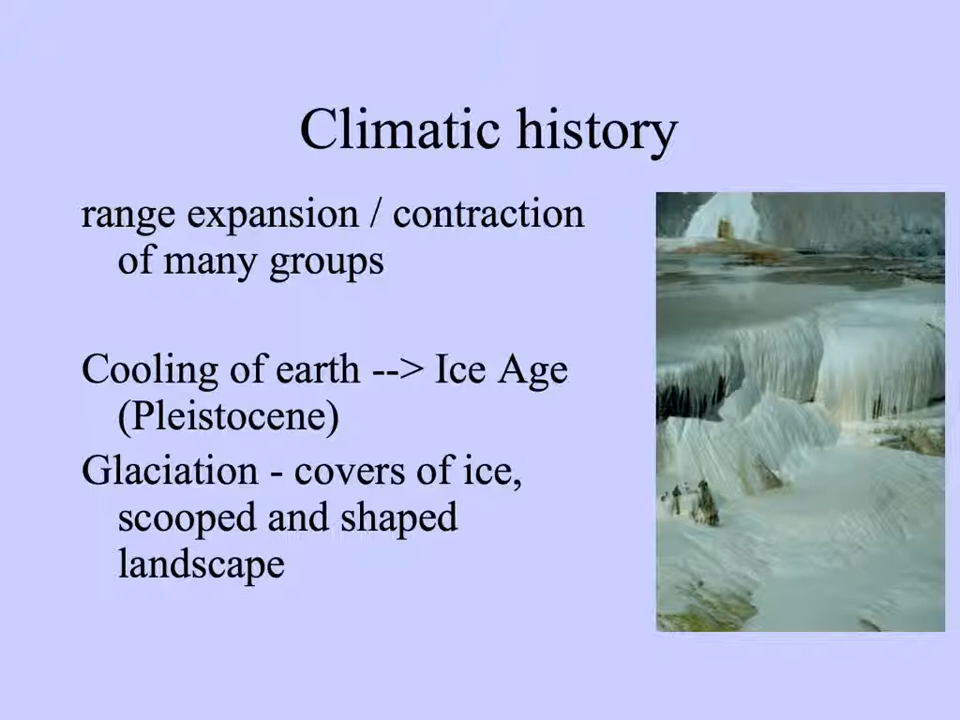 Climatic history
range expansion / contraction
of many groups
Cooling of earth --> Ice Age
(Pleistocene)
Glaciation - covers of ice,
scooped and shaped
landscape